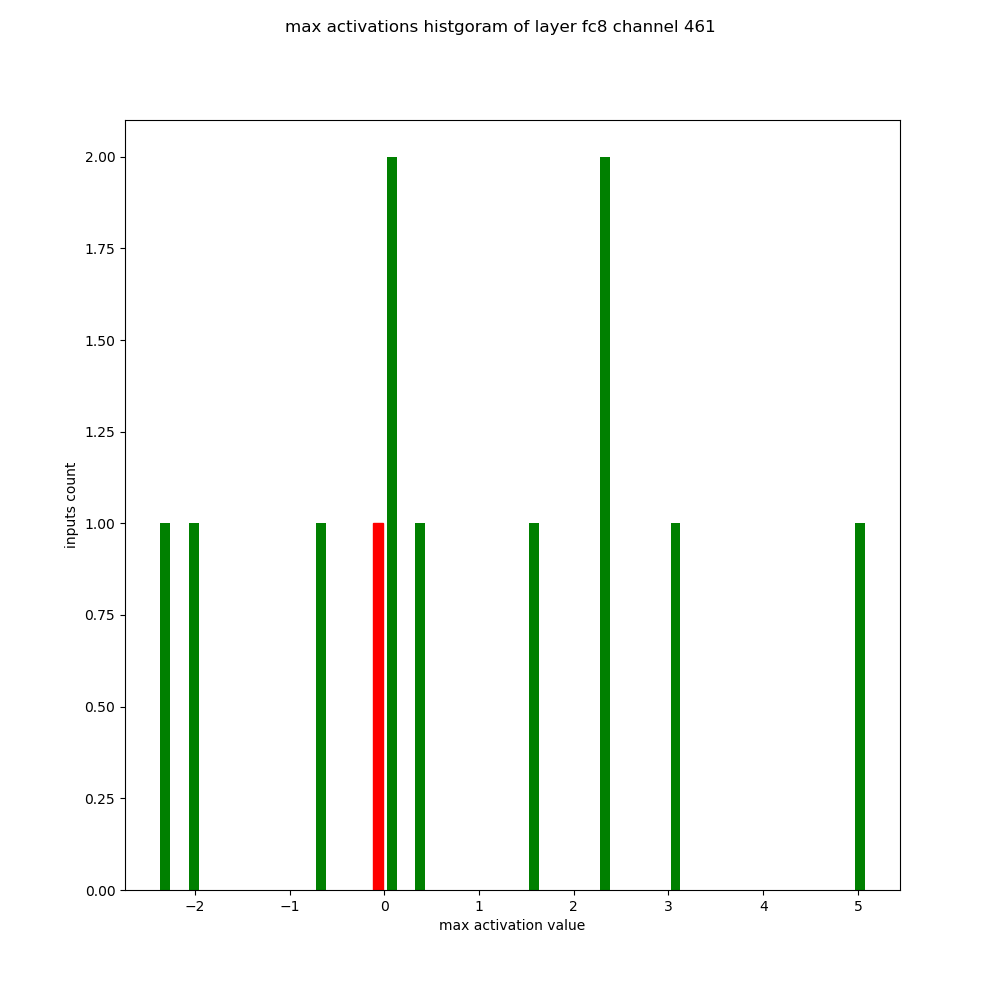 max activations histgoram of layer fc8 channel 461
2.00
1.75
1.50
1.25
1.00
0.75
0.50
0.25
0.00
inputs count
−2 −1 0 1 2 3 4 5
max activation value